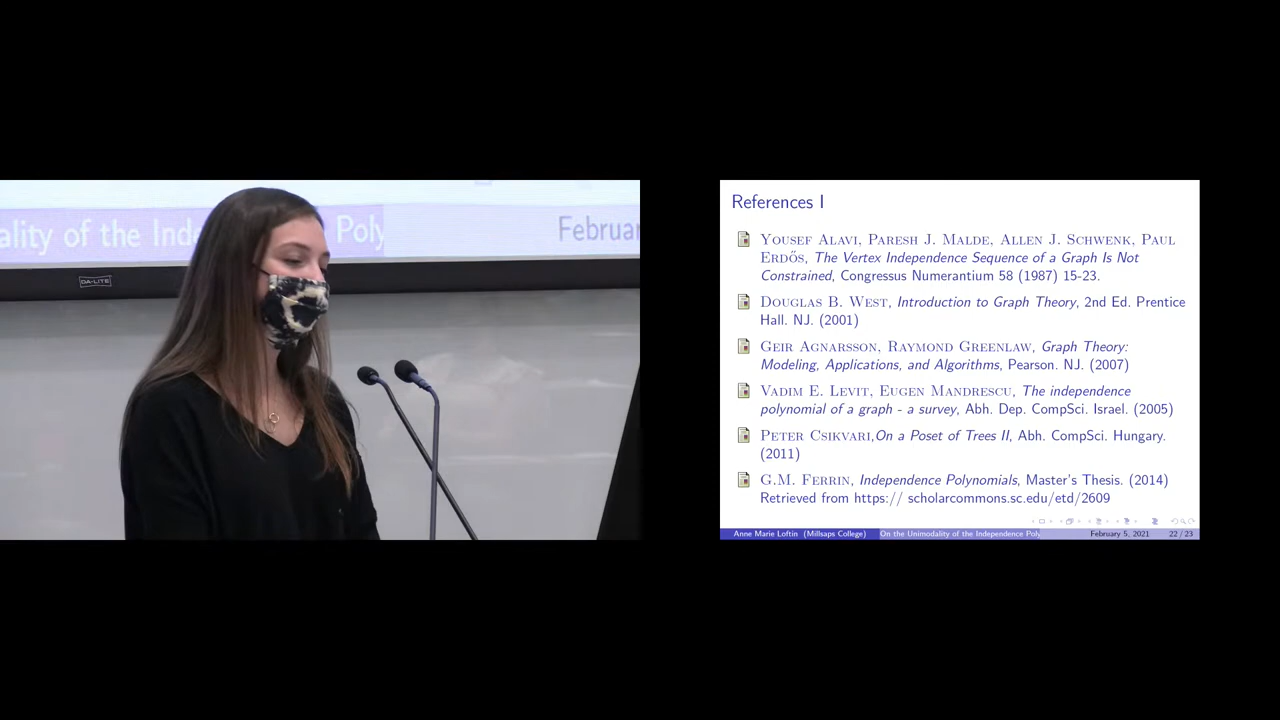 ality of the Inde
Poly
Februar
DA-LITE
References I
Yousef Alavi, Paresh J. Malde, Allen J. Schwenk, Paul
Erdős, The Vertex Independence Sequence of a Graph Is Not
Constrained, Congressus Numerantium 58 (1987) 15-23.
Douglas B. West, Introduction to Graph Theory, 2nd Ed. Prentice
Hall. NJ. (2001)
Geir Agnarsson, Raymond Greenlaw, Graph Theory:
Modeling, Applications, and Algorithms, Pearson. NJ. (2007)
Vadim E. Levit, Eugen Mandrescu, The independence
polynomial of a graph - a survey, Abh. Dep. CompSci. Israel. (2005)
Peter Csikvari,On a Poset of Trees II, Abh. CompSci. Hungary.
(2011)
G.M. Ferrin, Independence Polynomials, Master's Thesis. (2014)
Retrieved from https:// scholarcommons.sc.edu/etd/2609
Anne Marie Loftin (Millsaps College) On the Unimodality of the Independence Poly February 5, 2021 22 / 23